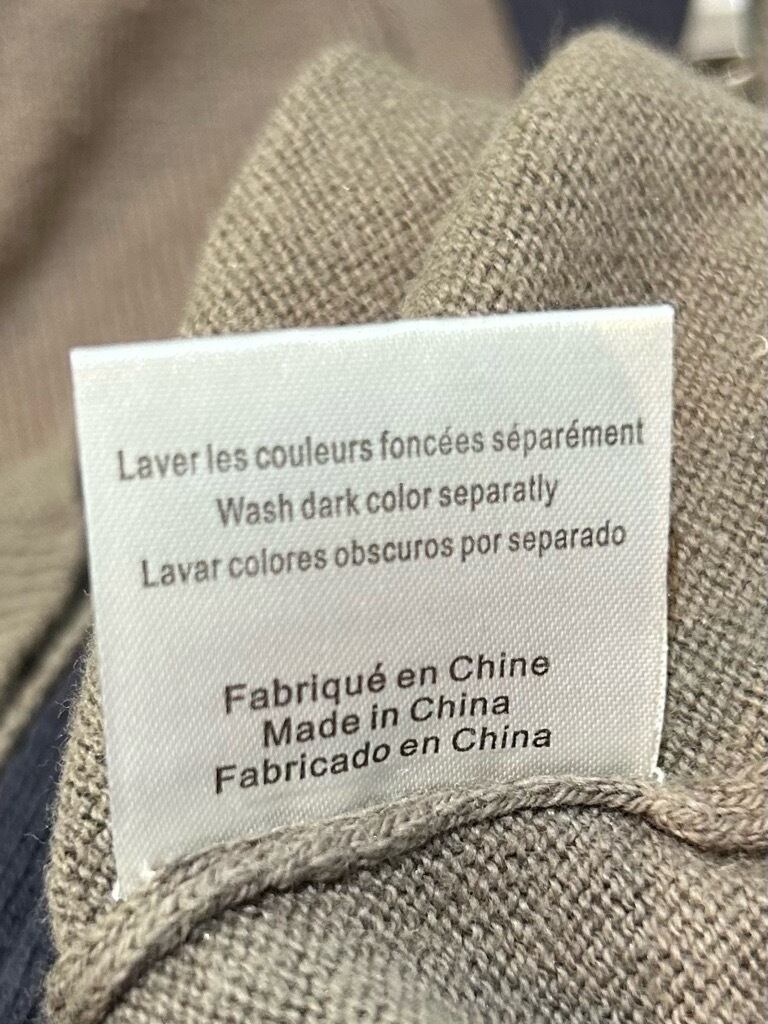 Laver les couleurs foncées séparément
Wash dark color separatly
Lavar colores obscuros por separado
Fabriqué en Chine
Made in China
Fabricado en China